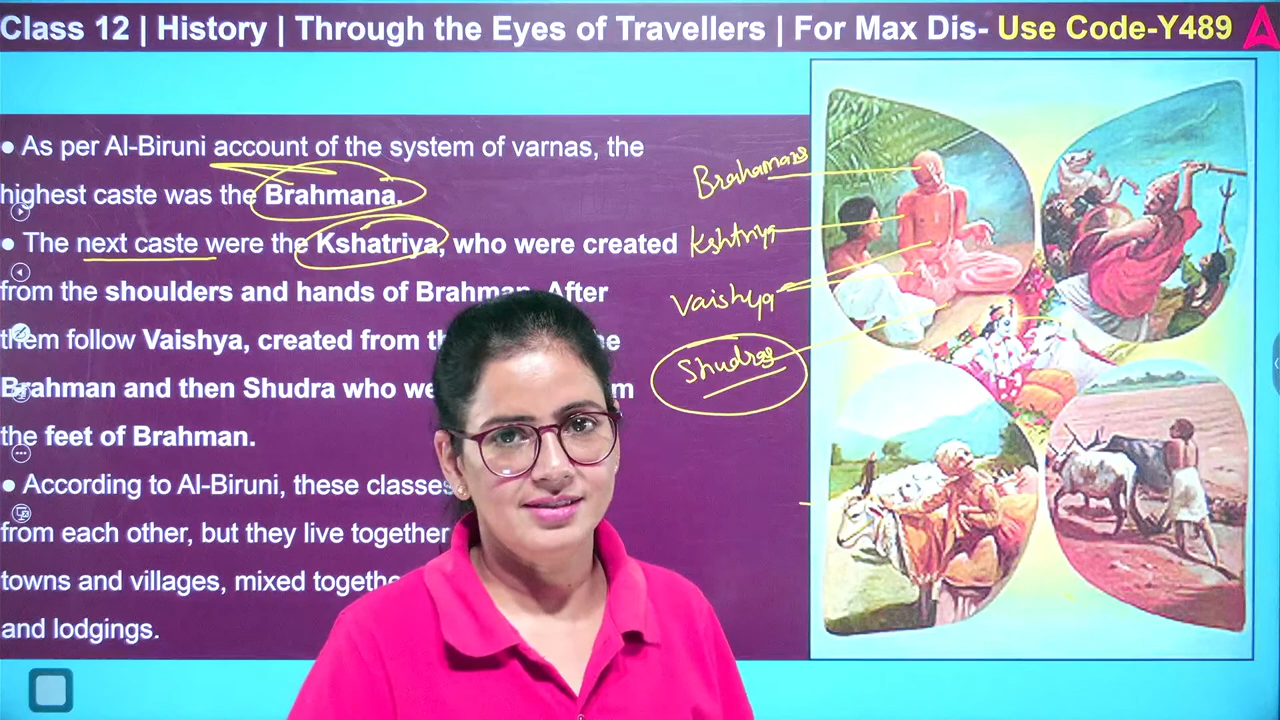 Class 12 | History | Through the Eyes of Travellers | For Max Dis- Use Code-Y489
● As per Al-Biruni account of the system of varnas, the
highest caste was the Brahmana.
● The next caste were the Kshatriya, who were created
from the shoulders and hands of Brahman. After
them follow Vaishya, created from
Brahman and then Shudra who
the feet of Brahman.
● According to Al-Biruni, these classes
from each other, but they live together
towns and villages, mixed
and lodgings.
Brahamans
Kshtriya
Vaishya
Shudras